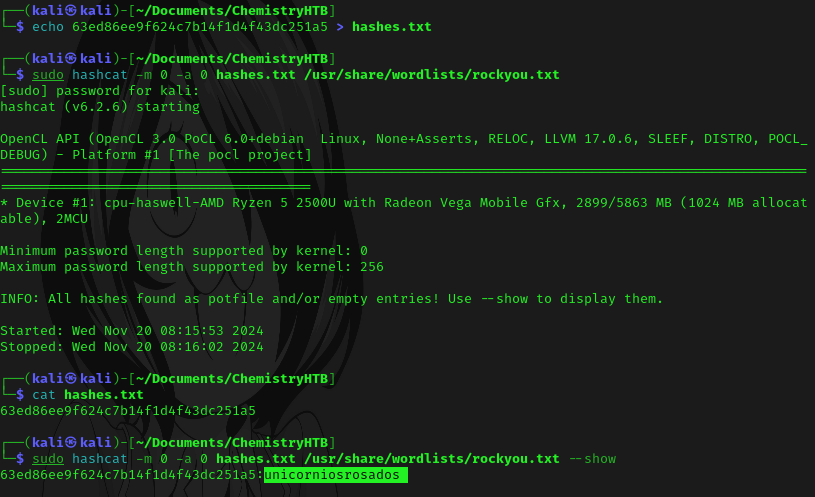 ┌──(kali㉿kali)-[~/Documents/ChemistryHTB]
└─$ echo 63ed86ee9f624c7b14f1d4f43dc251a5 > hashes.txt
┌──(kali㉿kali)-[~/Documents/ChemistryHTB]
└─$ sudo hashcat -m 0 -a 0 hashes.txt /usr/share/wordlists/rockyou.txt
[sudo] password for kali:
hashcat (v6.2.6) starting
OpenCL API (OpenCL 3.0 PoCL 6.0+debian  Linux, None+Asserts, RELOC, LLVM 17.0.6, SLEEF, DISTRO, POCL_
DEBUG) - Platform #1 [The pocl project]
=====================================================================================================
=======================================
* Device #1: cpu-haswell-AMD Ryzen 5 2500U with Radeon Vega Mobile Gfx, 2899/5863 MB (1024 MB allocat
able), 2MCU
Minimum password length supported by kernel: 0
Maximum password length supported by kernel: 256
INFO: All hashes found as potfile and/or empty entries! Use --show to display them.
Started: Wed Nov 20 08:15:53 2024
Stopped: Wed Nov 20 08:16:02 2024
┌──(kali㉿kali)-[~/Documents/ChemistryHTB]
└─$ cat hashes.txt
63ed86ee9f624c7b14f1d4f43dc251a5
┌──(kali㉿kali)-[~/Documents/ChemistryHTB]
└─$ sudo hashcat -m 0 -a 0 hashes.txt /usr/share/wordlists/rockyou.txt --show
63ed86ee9f624c7b14f1d4f43dc251a5:unicorniosrosados